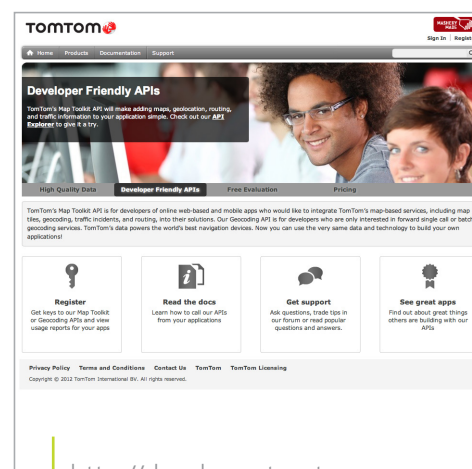 TOMTOM
MASHERY
MADE
Sign In
Home Products Documentation Support
Developer Friendly APIs
TomTom's Map Toolkit API will make adding maps, geolocation, routing,
and traffic information to your application simple. Check out our API
Explorer to give it a try.
High Quality Data Developer Friendly APIs Free Evaluation Pricing
TomTom's Map Toolkit API is for developers of online web-based and mobile apps who would like to integrate TomTom's map-based services, including map
tiles, geocoding, traffic incidents, and routing, into their solutions. Our Geocoding API is for developers who are only interested in forward single call or batch
geocoding services. TomTom's data powers the world's best navigation devices. Now you can use the very same data and technology to build your own
applications!
Register
Get keys to our Map Toolkit
or Geocoding APIs and view
usage reports for your apps
Read the docs
Learn how to call our APIs
from your applications
Get support
Ask questions, trade tips in
our forum or read popular
questions and answers.
See great apps
Find out about great things
others are building with our
APIs
Privacy Policy Terms and Conditions Contact Us TomTom TomTom Licensing
Copyright © 2012 TomTom International BV. All rights reserved.